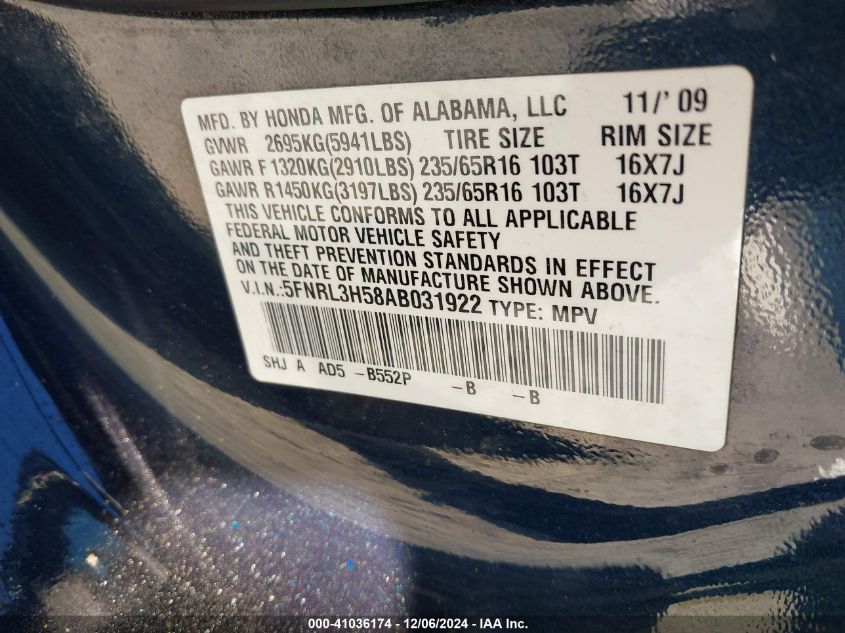 MFD. BY HONDA MFG. OF ALABAMA, LLC 11/' 09
GVWR 2695KG(5941LBS) TIRE SIZE RIM SIZE
GAWR F 1320KG(2910LBS) 235/65R16 103T 16X7J
GAWR R1450KG(3197LBS) 235/65R16 103T 16X7J
THIS VEHICLE CONFORMS TO ALL APPLICABLE
FEDERAL MOTOR VEHICLE SAFETY
AND THEFT PREVENTION STANDARDS IN EFFECT
ON THE DATE OF MANUFACTURE SHOWN ABOVE.
V.I.N.:5FNRL3H58AB031922 TYPE: MPV
SHJ A AD5 -B552P -B -B
000-41036174 - 12/06/2024 - IAA Inc.